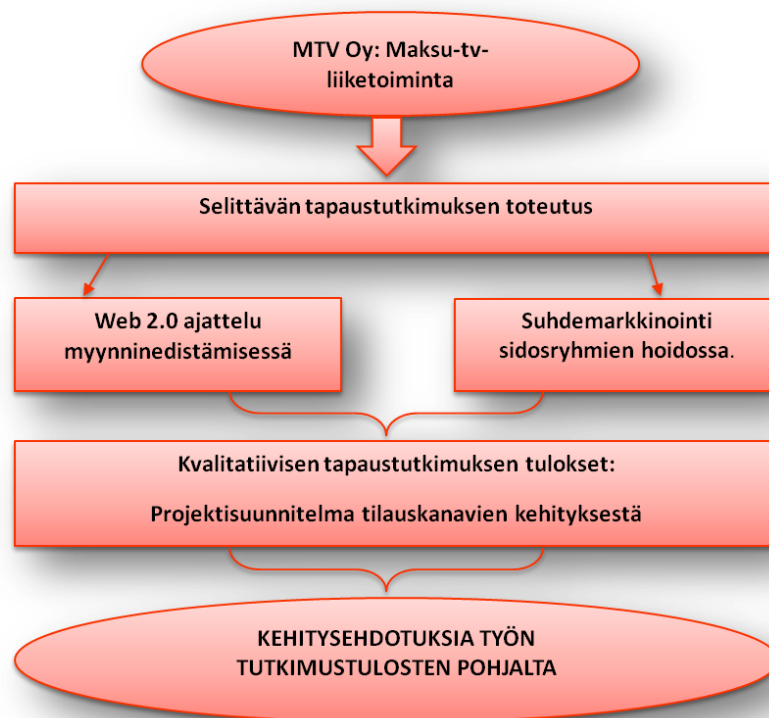 MTV Oy: Maksu-tv-
liiketoiminta
Selittävän tapaustutkimuksen toteutus
Web 2.0 ajattelu
myynninedistämisessä
Suhdemarkkinointi
sidosryhmien hoidossa.
Kvalitatiivisen tapaustutkimuksen tulokset:
Projektisuunnitelma tilauskanavien kehityksestä
KEHITYSEHDOTUKSIA TYÖN
TUTKIMUSTULOSTEN POHJALTA